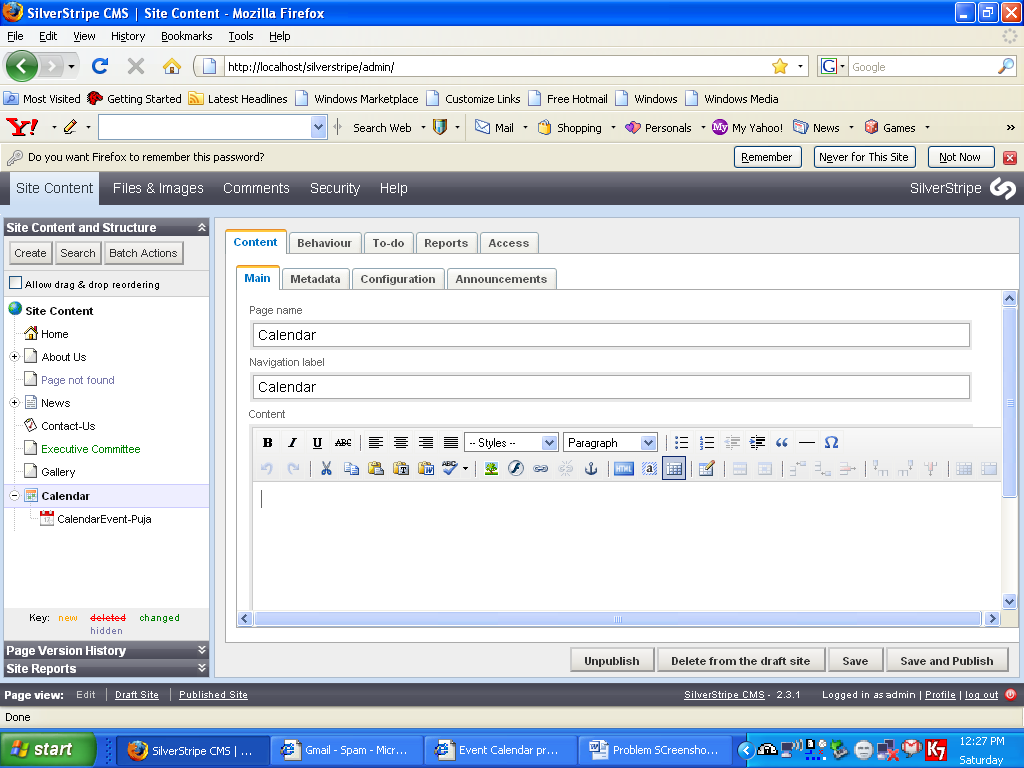 SilverStripe CMS | Site Content - Mozilla Firefox
File Edit View History Bookmarks Tools Help
http://localhost/silverstripe/admin/
G Google
Most Visited Getting Started Latest Headlines Windows Marketplace Customize Links Free Hotmail Windows Windows Media
Y! Search Web Mail Shopping Personals My Yahoo! News Games »
Do you want Firefox to remember this password? Remember Never for This Site Not Now
Site Content Files & Images Comments Security Help SilverStripe
Site Content and Structure
Create Search Batch Actions
Allow drag & drop reordering
Site Content
Home
About Us
Page not found
News
Contact-Us
Executive Committee
Gallery
Calendar
CalendarEvent-Puja
Key: new deleted changed
hidden
Page Version History
Site Reports
Content Behaviour To-do Reports Access
Main Metadata Configuration Announcements
Page name
Calendar
Navigation label
Calendar
Content
B I U ABC -- Styles -- Paragraph
HTML
Unpublish Delete from the draft site Save Save and Publish
Page view: Edit Draft Site Published Site SilverStripe CMS - 2.3.1 Logged in as admin | Profile | log out
Done
start SilverStripe CMS | ... Gmail - Spam - Micr... Event Calendar pr... Problem SCreensho... K7 12:27 PM
Saturday